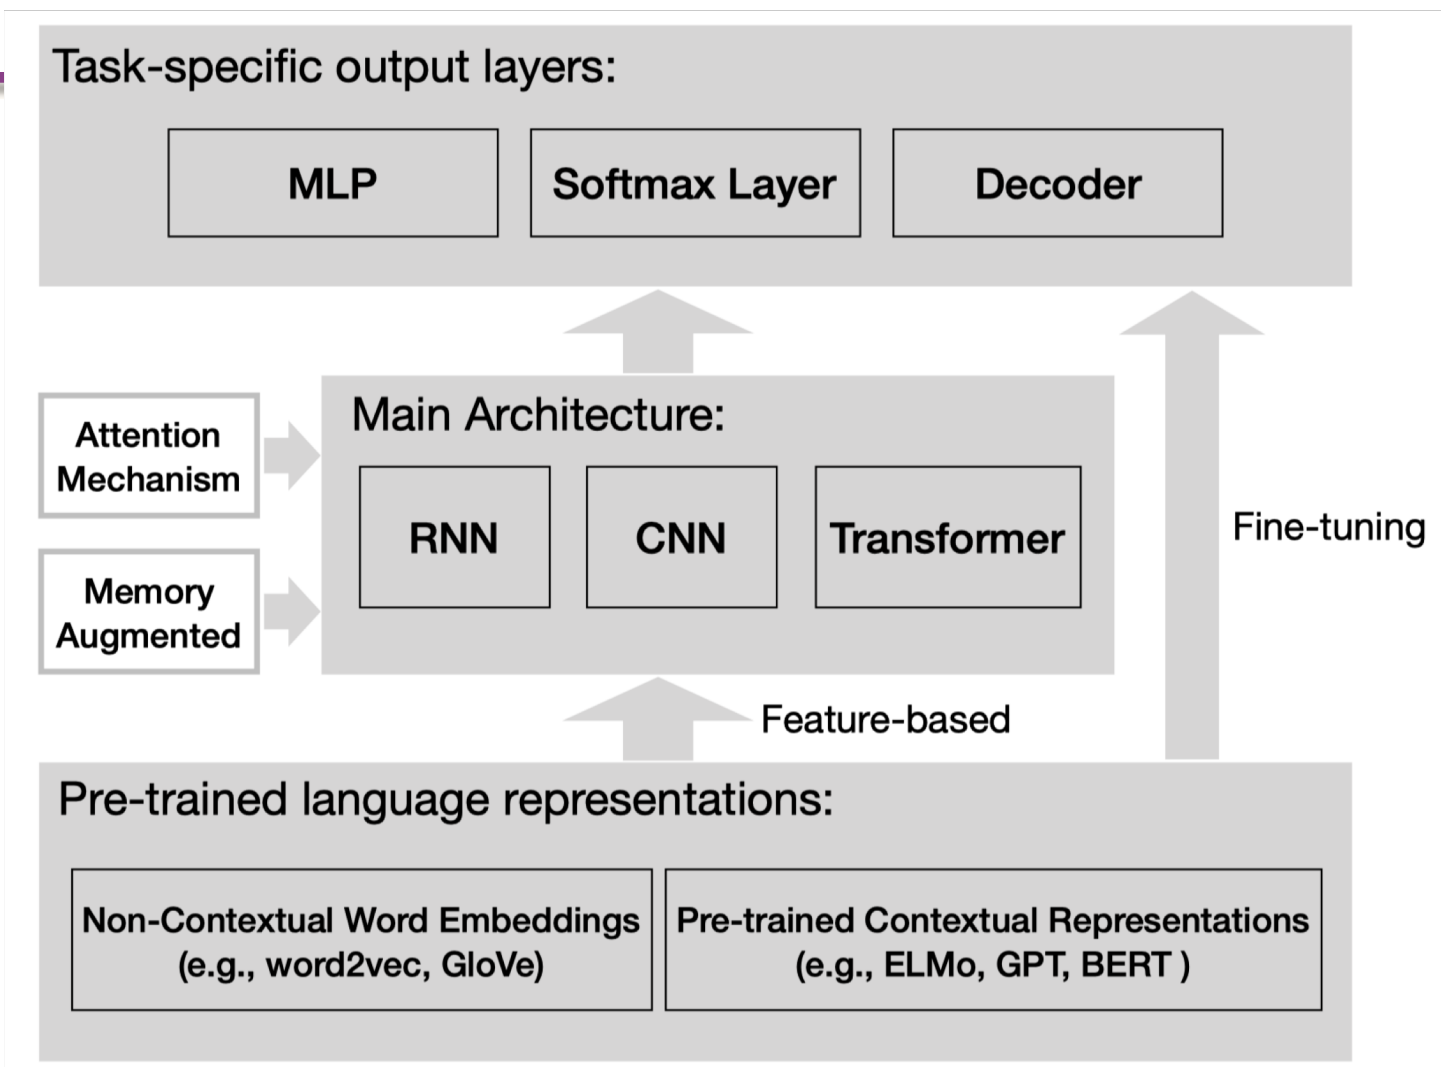 Task-specific output layers:
MLP
Softmax Layer
Decoder
Attention
Mechanism
Memory
Augmented
Main Architecture:
RNN
CNN
Transformer
Fine-tuning
Feature-based
Pre-trained language representations:
Non-Contextual Word Embeddings
(e.g., word2vec, GloVe)
Pre-trained Contextual Representations
(e.g., ELMo, GPT, BERT )